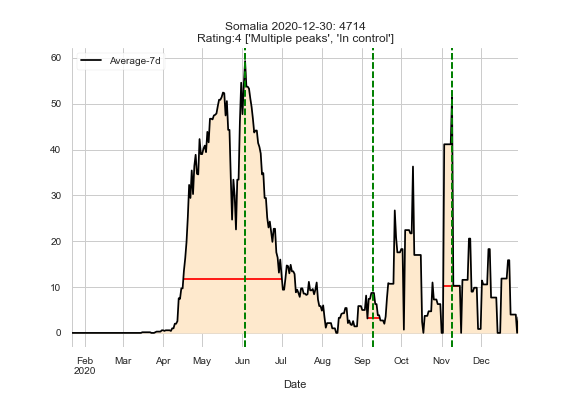 Somalia 2020-12-30: 4714
Rating:4 ['Multiple peaks', 'In control']
Average-7d
60
50
40
30
20
10
0
Feb Mar Apr May Jun Jul Aug Sep Oct Nov Dec
2020
Date